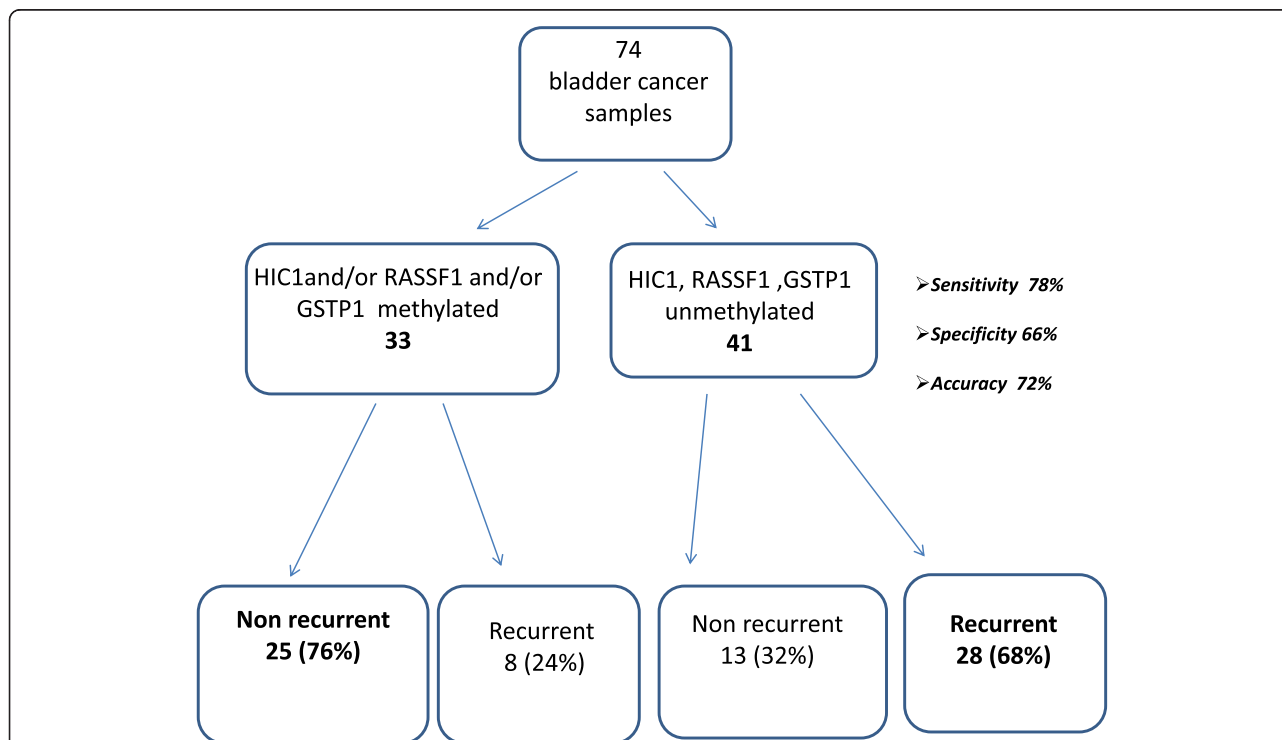 74
bladder cancer
samples
HIC1and/or RASSF1 and/or
GSTP1 methylated
33
HIC1, RASSF1 ,GSTP1
unmethylated
41
➢Sensitivity 78%
➢Specificity 66%
➢Accuracy 72%
Non recurrent
25 (76%)
Recurrent
8 (24%)
Non recurrent
13 (32%)
Recurrent
28 (68%)